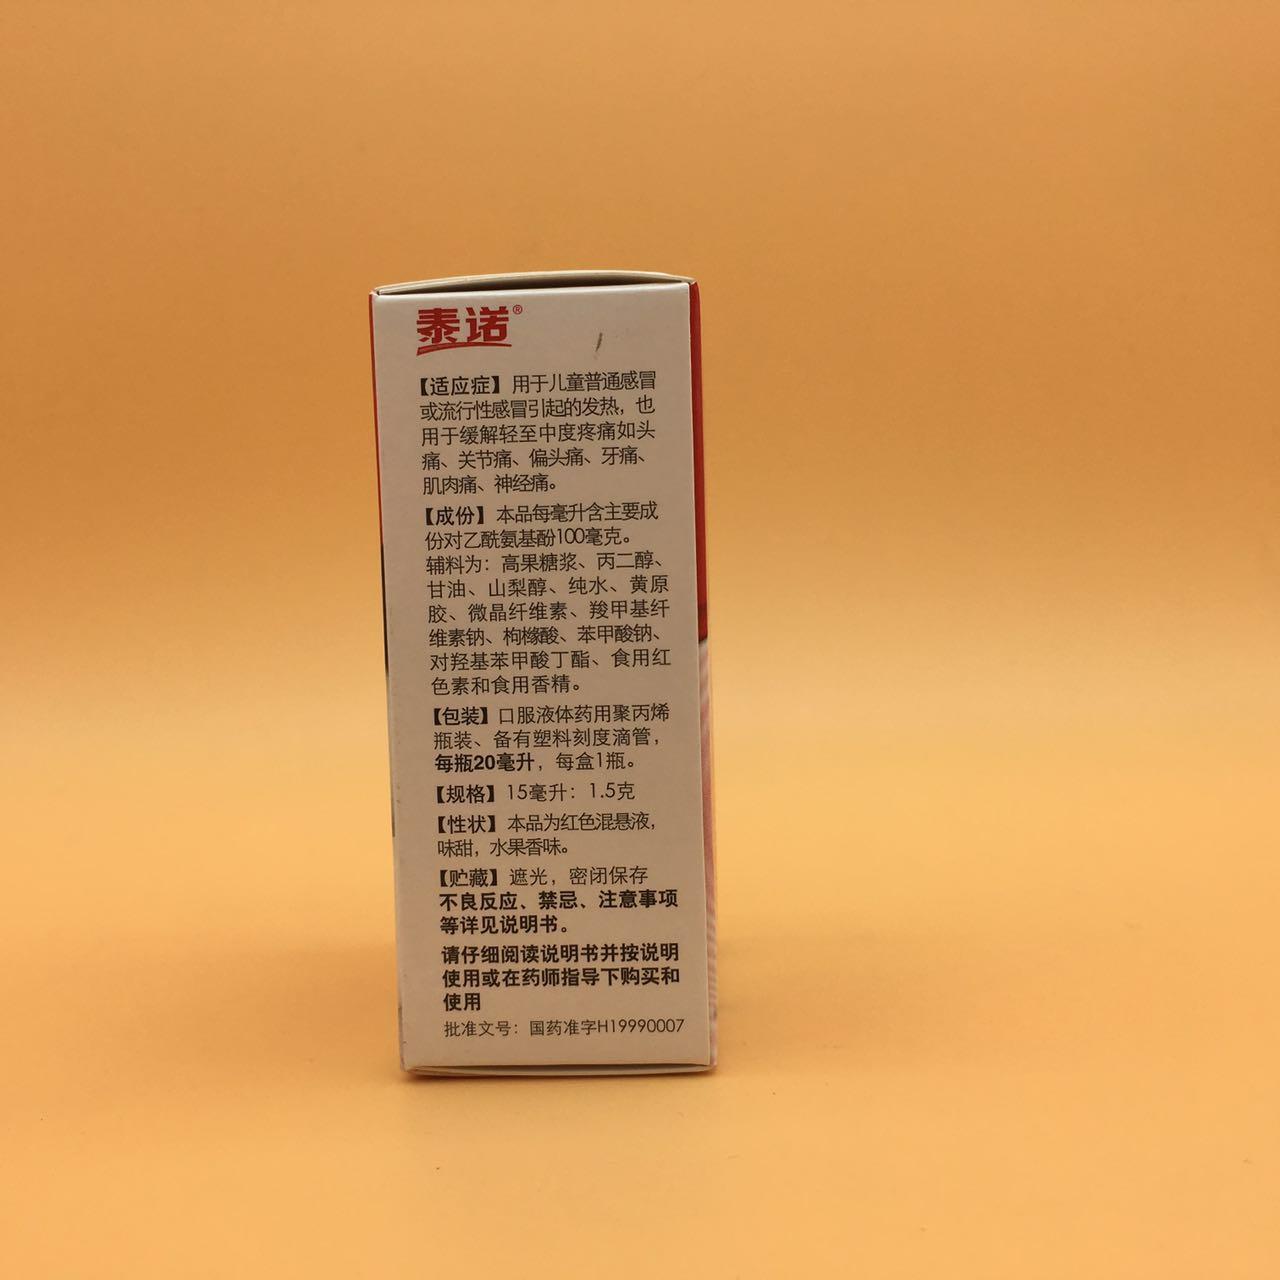 泰诺®
【适应症】用于儿童普通感冒
或流行性感冒引起的发热，也
用于缓解轻至中度疼痛如头
痛、关节痛、偏头痛、牙痛、
肌肉痛、神经痛。
【成份】本品每毫升含主要成
份对乙酰氨基酚100毫克。
辅料为：高果糖浆、丙二醇、
甘油、山梨醇、纯水、黄原
胶、微晶纤维素、羧甲基纤
维素钠、枸橼酸、苯甲酸钠、
对羟基苯甲酸丁酯、食用红
色素和食用香精。
【包装】口服液体药用聚丙烯
瓶装、备有塑料刻度滴管，
每瓶20毫升，每盒1瓶。
【规格】15毫升：1.5克
【性状】本品为红色混悬液，
味甜，水果香味。
【贮藏】遮光，密闭保存
不良反应、禁忌、注意事项
等详见说明书。
请仔细阅读说明书并按说明
使用或在药师指导下购买和
使用
批准文号：国药准字H19990007